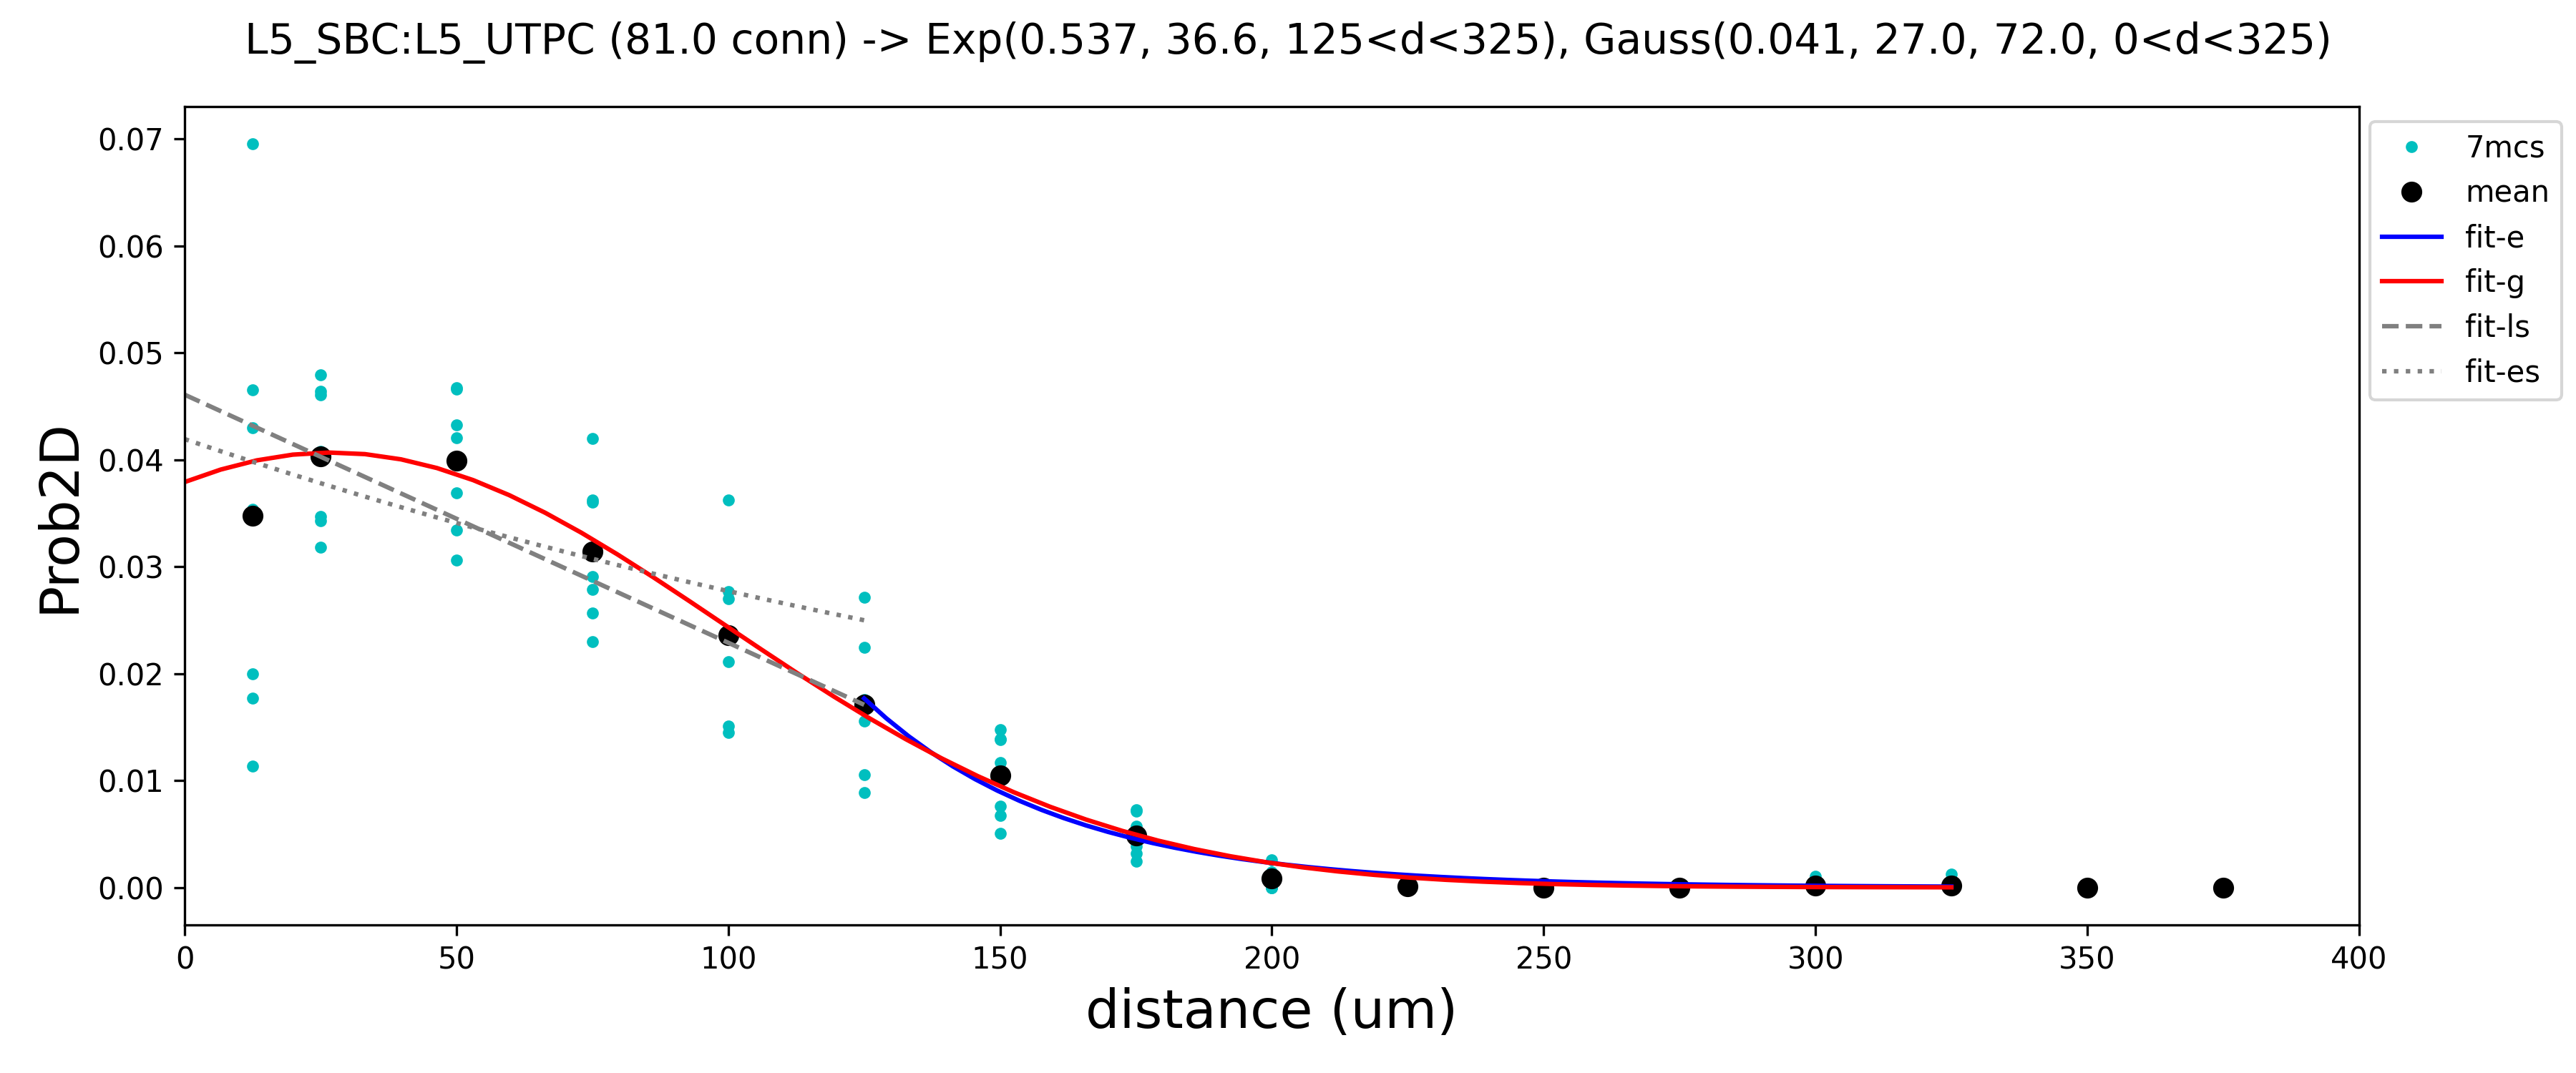 L5_SBC:L5_UTPC (81.0 conn) -> Exp(0.537, 36.6, 125<d<325), Gauss(0.041, 27.0, 72.0, 0<d<325)
0.07
0.06
0.05
0.04
0.03
0.02
0.01
0.00
Prob2D
0 50 100 150 200 250 300 350 400
distance (um)
7mcs
mean
fit-e
fit-g
fit-ls
fit-es